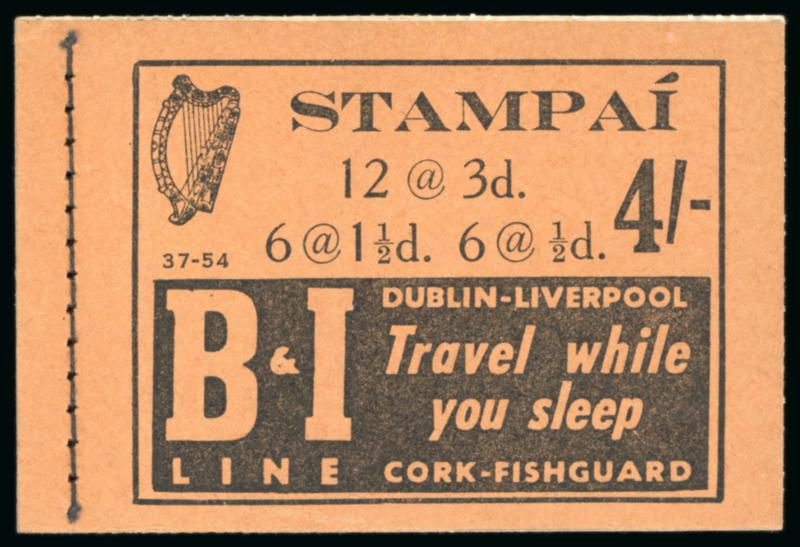 STAMPAÍ
12 @ 3d.
6 @ 1½d. 6 @ ½d. 4/-
37-54
B & I
LINE
DUBLIN-LIVERPOOL
Travel while
you sleep
CORK-FISHGUARD